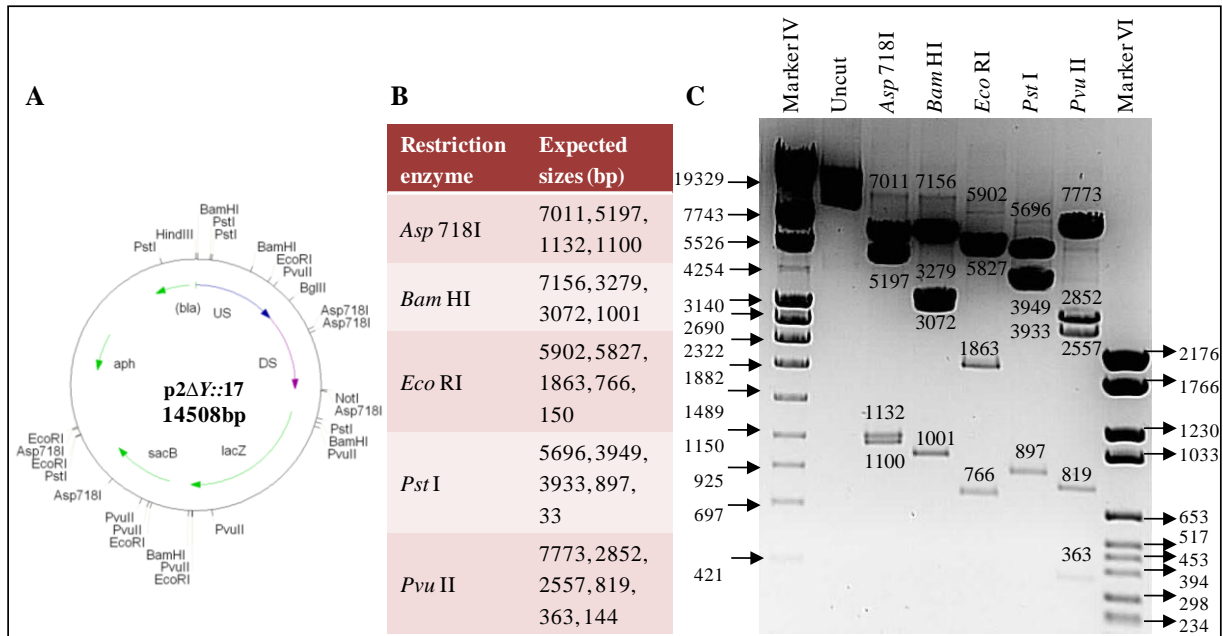 A
HindIII
PstI
BamHI
PstI
PstI
BamHI
EcoRI
PvuII
BglII
Asp718I
Asp718I
(bla)
US
aph
DS
p2ΔY::17
14508bp
NotI
Asp718I
PstI
BamHI
PvuII
sacB
lacZ
EcoRI
Asp718I
EcoRI
PstI
Asp718I
PvuII
PvuII
EcoRI
BamHI
PvuII
EcoRI
PvuII
B
Restriction enzyme
Expected sizes (bp)
Asp 718I
7011, 5197,
1132, 1100
Bam HI
7156, 3279,
3072, 1001
Eco RI
5902, 5827,
1863, 766,
150
Pst I
5696, 3949,
3933, 897,
33
Pvu II
7773, 2852,
2557, 819,
363, 144
C
Marker IV
Uncut
Asp 718I
Bam HI
Eco RI
Pst I
Pvu II
Marker VI
19329
7743
5526
4254
3140
2690
2322
1882
1489
1150
925
697
421
7011
5197
1132
1100
7156
3279
3072
1001
5902
5827
1863
766
5696
3949
3933
897
7773
2852
2557
819
363
2176
1766
1230
1033
653
517
453
394
298
234